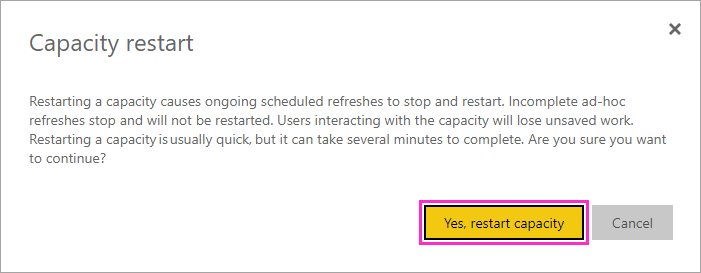 Capacity restart
Restarting a capacity causes ongoing scheduled refreshes to stop and restart. Incomplete ad-hoc
refreshes stop and will not be restarted. Users interacting with the capacity will lose unsaved work.
Restarting a capacity is usually quick, but it can take several minutes to complete. Are you sure you want
to continue?
Yes, restart capacity
Cancel